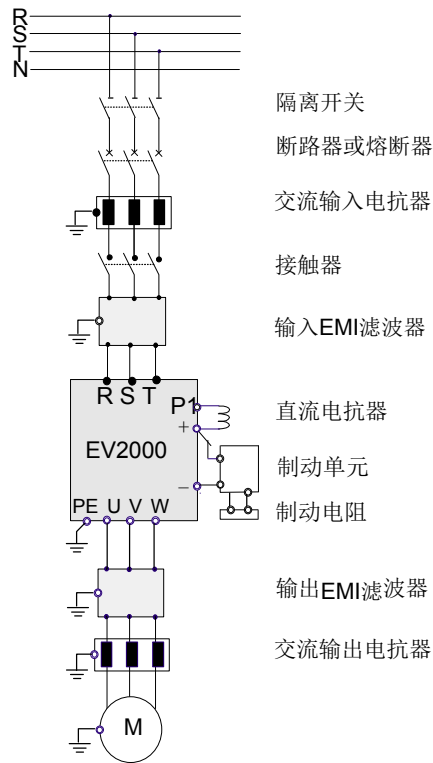 R
S
T
N
隔离开关
断路器或熔断器
交流输入电抗器
接触器
输入EMI滤波器
R S T
P1
直流电抗器
+
EV2000
制动单元
−
PE U V W
制动电阻
输出EMI滤波器
交流输出电抗器
M